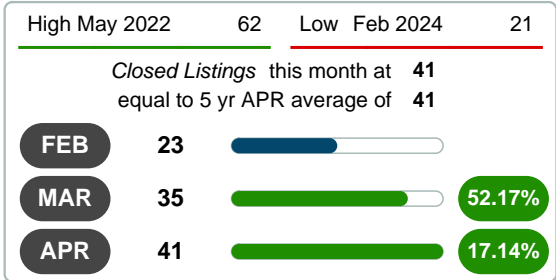 High May 2022 62 Low Feb 2024 21
Closed Listings this month at 41
equal to 5 yr APR average of 41
FEB 23
MAR 35 52.17%
APR 41 17.14%